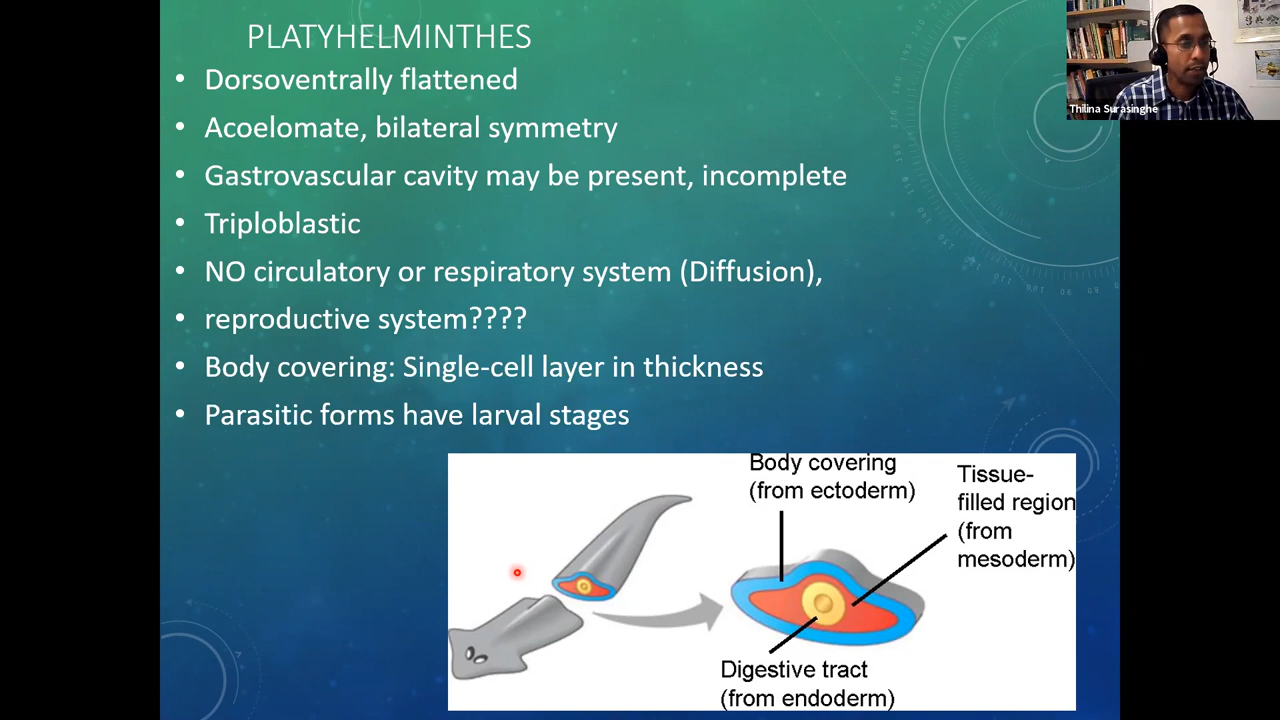 PLATYHELMINTHES
• Dorsoventrally flattened
• Acoelomate, bilateral symmetry
• Gastrovascular cavity may be present, incomplete
• Triploblastic
• NO circulatory or respiratory system (Diffusion),
• reproductive system????
• Body covering: Single-cell layer in thickness
• Parasitic forms have larval stages
Body covering
(from ectoderm)
Tissue-
filled region
(from
mesoderm)
Digestive tract
(from endoderm)
Thilina Surasinghe